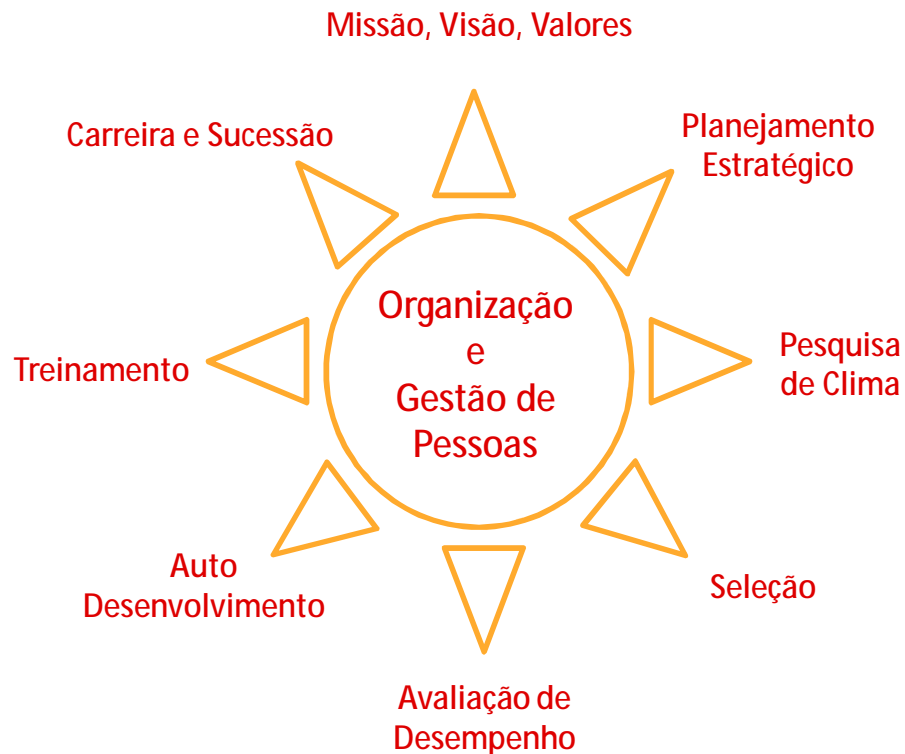 Missão, Visão, Valores
Carreira e Sucessão
Planejamento
Estratégico
Organização
e
Gestão de
Pessoas
Treinamento
Pesquisa
de Clima
Auto
Desenvolvimento
Seleção
Avaliação de
Desempenho